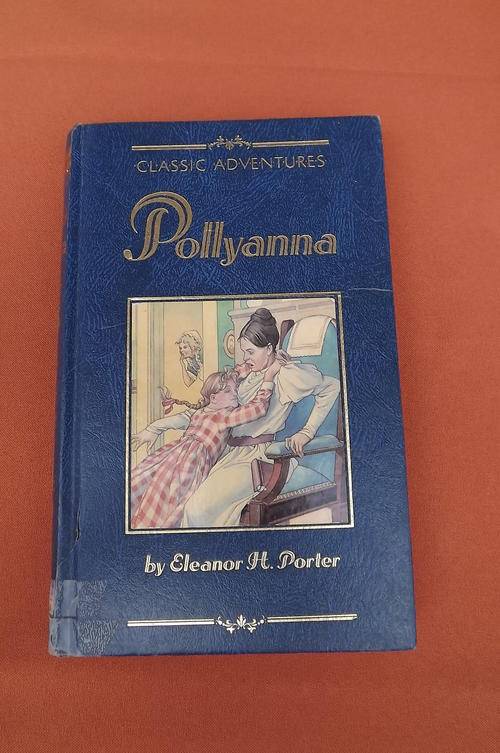 CLASSIC ADVENTURES
Pollyanna
by Eleanor H. Porter